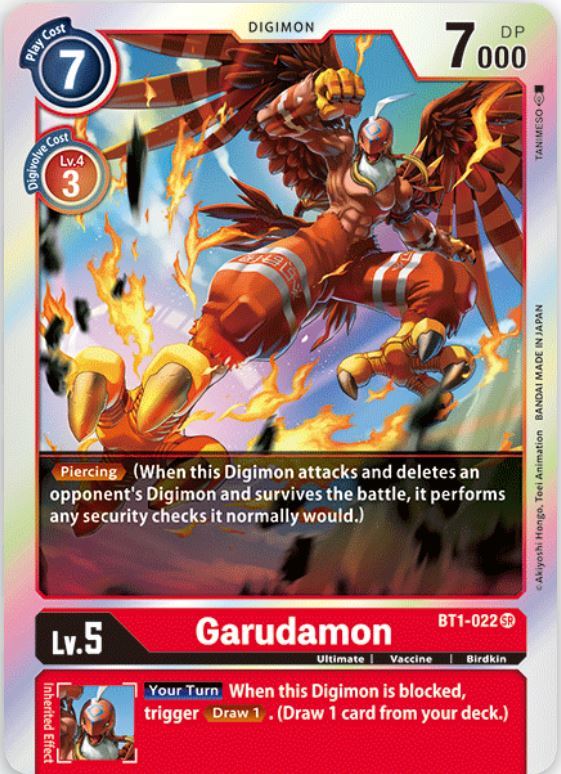 DIGIMON
Play Cost
7
DP
7000
Digivolve Cost
Lv.4
3
TANIMESO
Piercing (When this Digimon attacks and deletes an
opponent's Digimon and survives the battle, it performs
any security checks it normally would.)
© Akiyoshi Hongo, Toei Animation BANDAI MADE IN JAPAN
Lv.5
Garudamon
BT1-022 SR
Ultimate | Vaccine | Birdkin
Inherited Effect
Your Turn When this Digimon is blocked,
trigger Draw 1 . (Draw 1 card from your deck.)